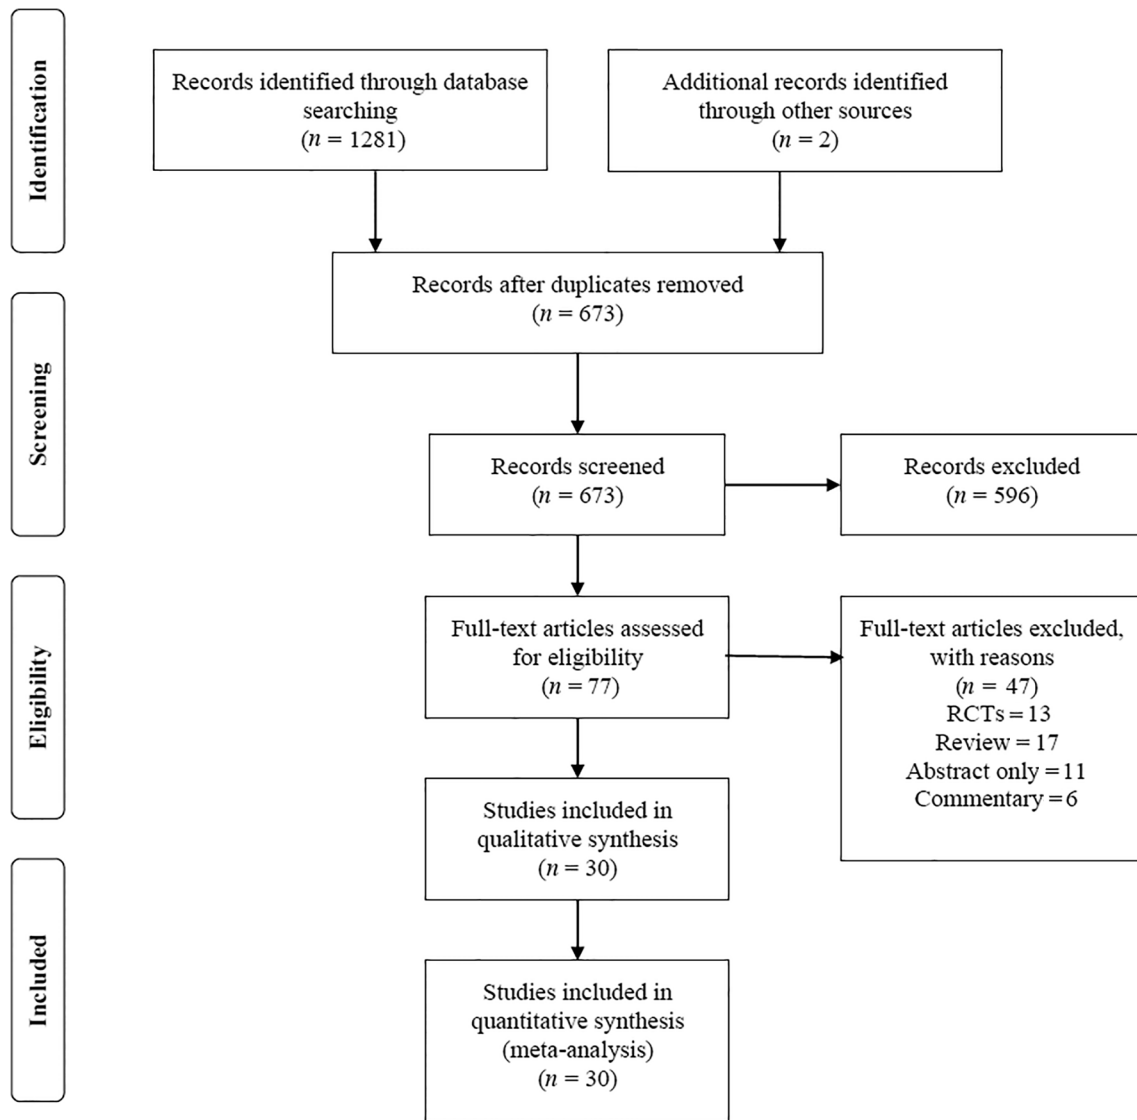 Identification
Records identified through database
searching
(n = 1281)
Additional records identified
through other sources
(n = 2)
Records after duplicates removed
(n = 673)
Screening
Records screened
(n = 673)
Records excluded
(n = 596)
Eligibility
Full-text articles assessed
for eligibility
(n = 77)
Full-text articles excluded,
with reasons
(n = 47)
RCTs = 13
Review = 17
Abstract only = 11
Commentary = 6
Studies included in
qualitative synthesis
(n = 30)
Included
Studies included in
quantitative synthesis
(meta-analysis)
(n = 30)